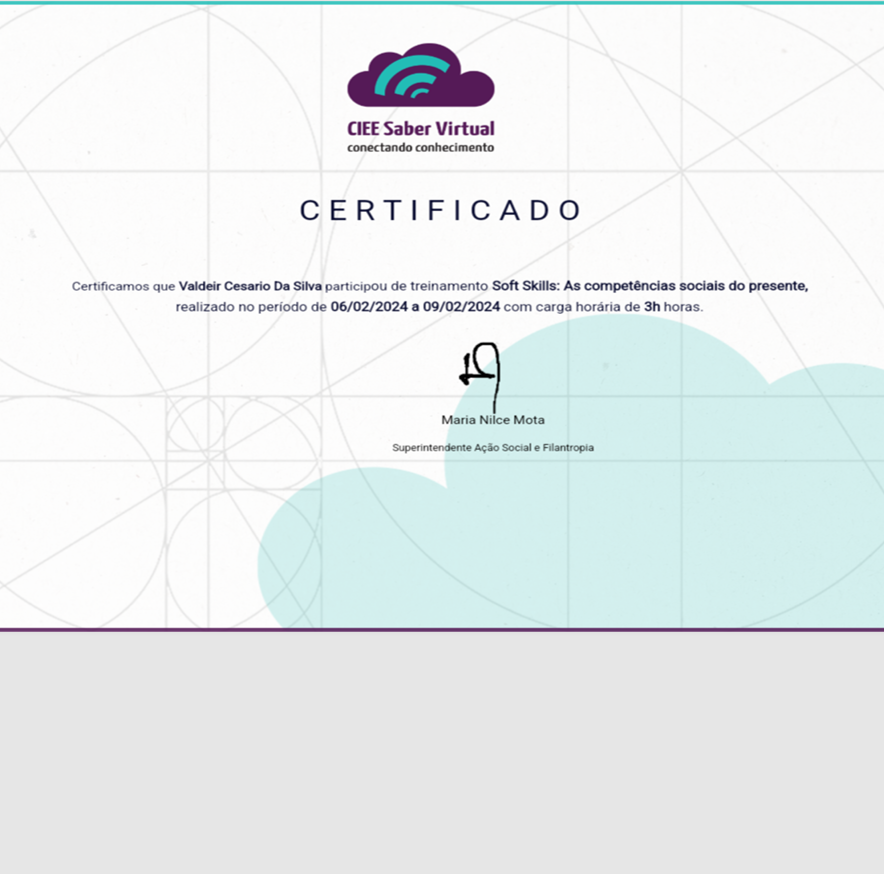 CIEE Saber Virtual
conectando conhecimento
CERTIFICADO
Certificamos que Valdeir Cesario Da Silva participou de treinamento Soft Skills: As competências sociais do presente,
realizado no período de 06/02/2024 a 09/02/2024 com carga horária de 3h horas.
Maria Nilce Mota
Superintendente Ação Social e Filantropia